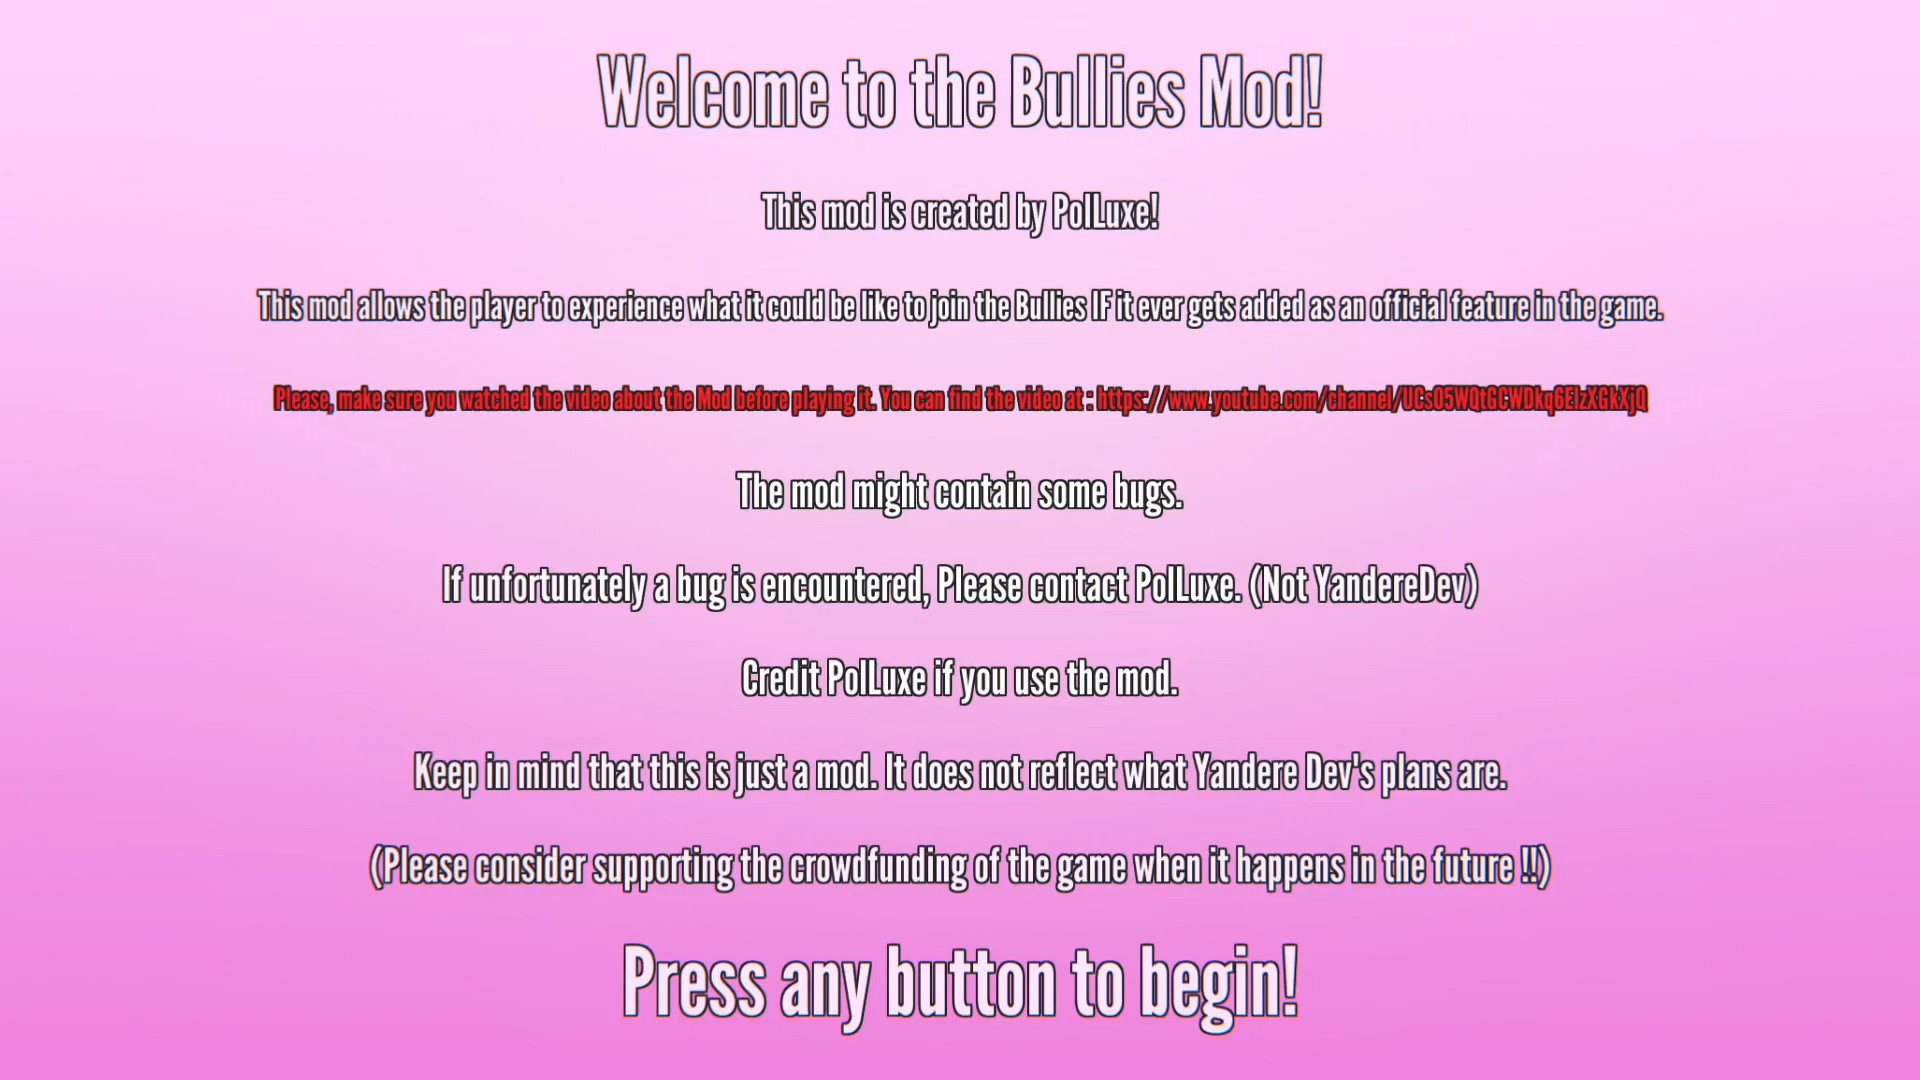 Welcome to the Bullies Mod!
This mod is created by PolLuxe!
This mod allows the player to experience what it could be like to join the Bullies IF it ever gets added as an official feature in the game.
Please, make sure you watched the video about the Mod before playing it. You can find the video at : https://www.youtube.com/channel/UCsO5WQtGCWDkq6EIzXGkXjQ
The mod might contain some bugs.
If unfortunately a bug is encountered, Please contact PolLuxe. (Not YandereDev)
Credit PolLuxe if you use the mod.
Keep in mind that this is just a mod. It does not reflect what Yandere Dev's plans are.
(Please consider supporting the crowdfunding of the game when it happens in the future !!)
Press any button to begin!